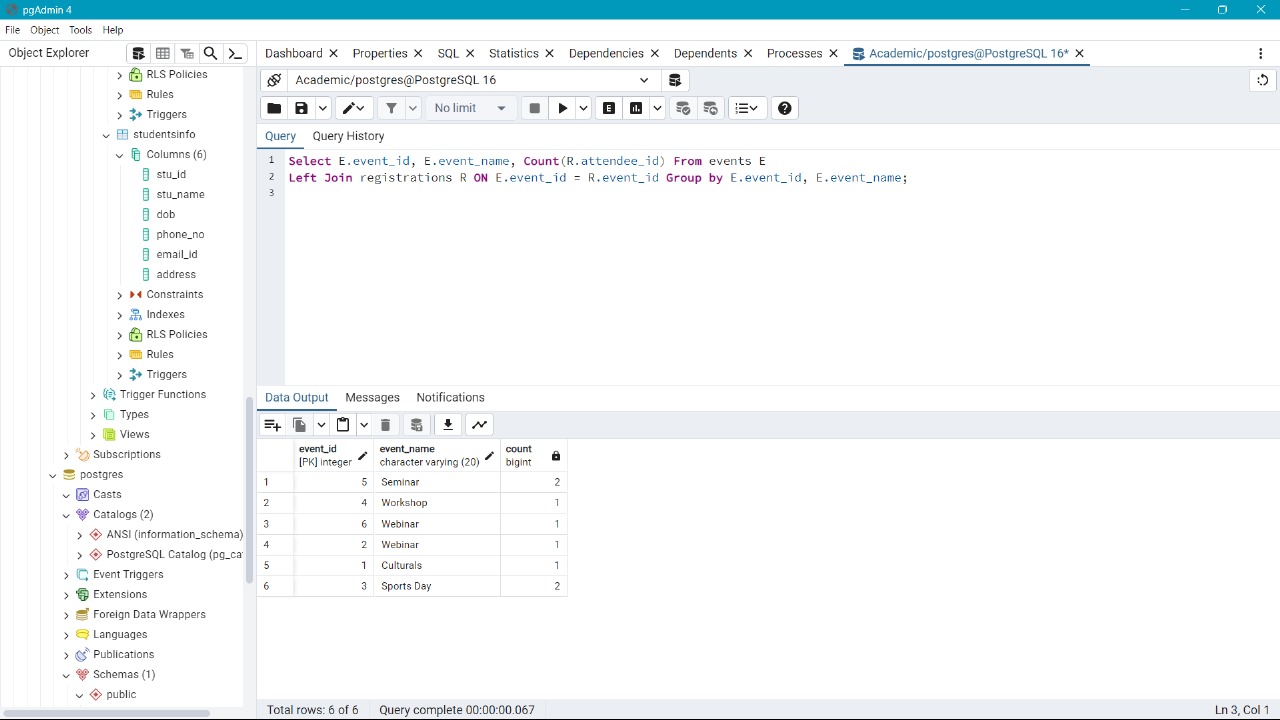 pgAdmin 4
File Object Tools Help
Object Explorer
Dashboard Properties SQL Statistics Dependencies Dependents Processes Academic/postgres@PostgreSQL 16*
Academic/postgres@PostgreSQL 16
No limit
E
Query Query History
1 Select E.event_id, E.event_name, Count(R.attendee_id) From events E
2 Left Join registrations R ON E.event_id = R.event_id Group by E.event_id, E.event_name;
3
RLS Policies
Rules
Triggers
studentsinfo
Columns (6)
stu_id
stu_name
dob
phone_no
email_id
address
Constraints
Indexes
RLS Policies
Rules
Triggers
Trigger Functions
Types
Views
Subscriptions
postgres
Casts
Catalogs (2)
ANSI (information_schema)
PostgreSQL Catalog (pg_ca
Event Triggers
Extensions
Foreign Data Wrappers
Languages
Publications
Schemas (1)
public
Data Output Messages Notifications
event_id event_name count
[PK] integer character varying (20) bigint
1 5 Seminar 2
2 4 Workshop 1
3 6 Webinar 1
4 2 Webinar 1
5 1 Culturals 1
6 3 Sports Day 2
Total rows: 6 of 6 Query complete 00:00:00.067 Ln 3, Col 1